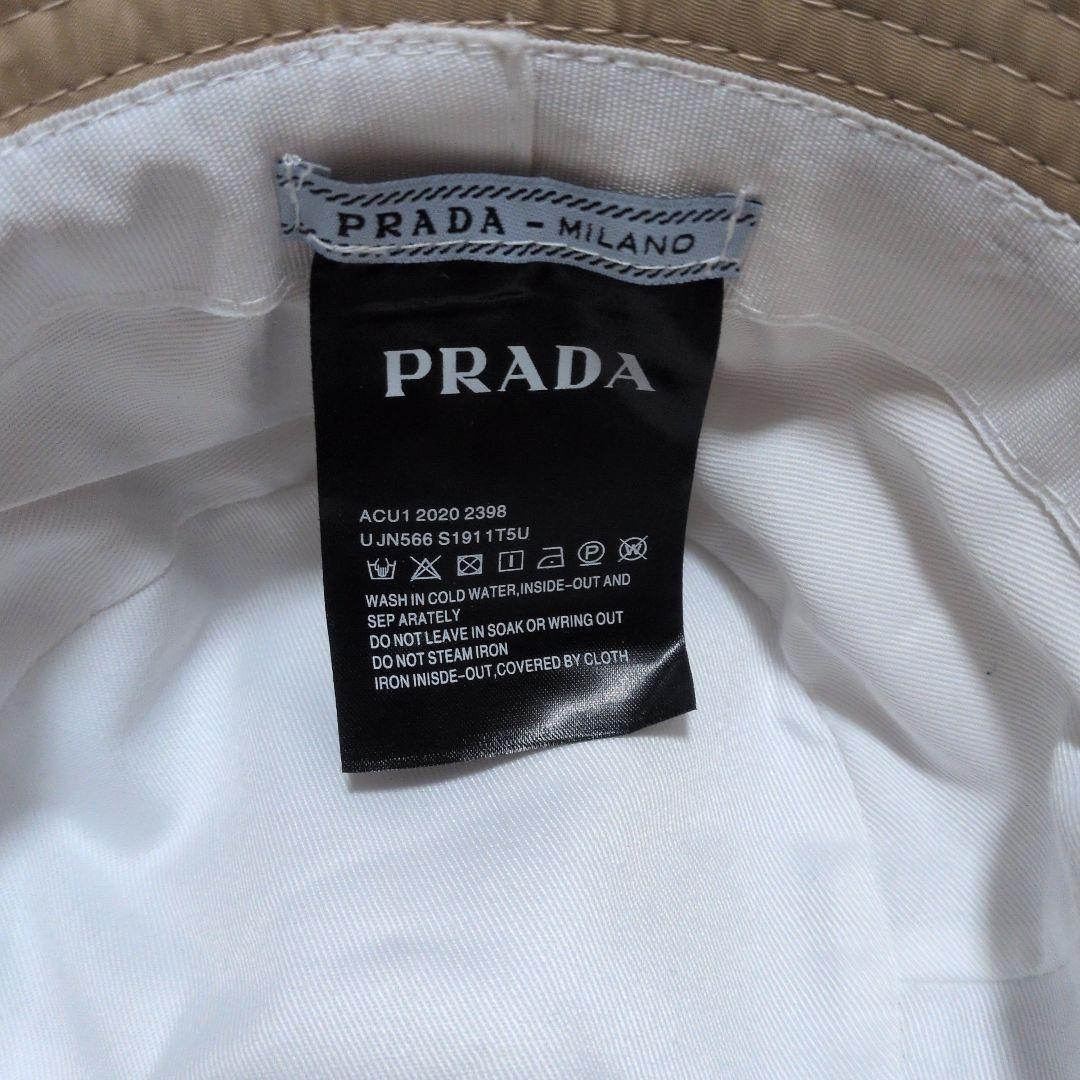 PRADA - MILANO
PRADA
ACU1 2020 2398
UJN566 S1911T5U
WASH IN COLD WATER,INSIDE-OUT AND
SEP ARATELY
DO NOT LEAVE IN SOAK OR WRING OUT
DO NOT STEAM IRON
IRON INISDE-OUT,COVERED BY CLOTH